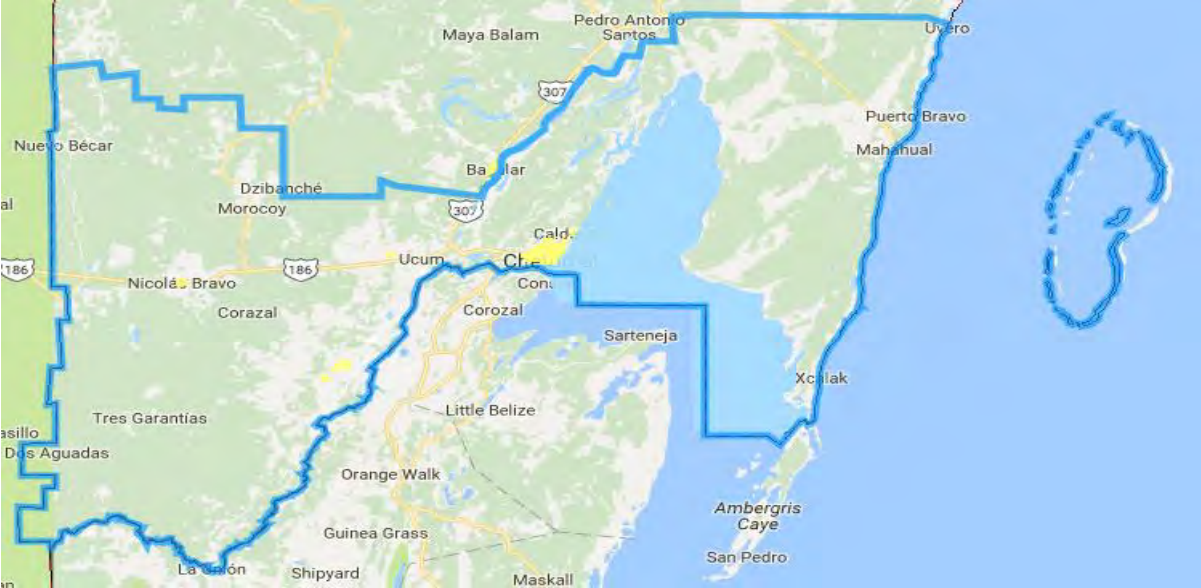 Pedro Antonio
Santos
Maya Balam
Uvero
307
Puerto Bravo
Nuevo Bécar
Mahahual
Dzibanché
Morocoy
307
Ucum
186
186
Nicolás Bravo
Corazal
Corozal
Sarteneja
Xcalak
Little Belize
Tres Garantías
Dos Aguadas
Orange Walk
Ambergris
Caye
Guinea Grass
San Pedro
La Unión
Shipyard
Maskall